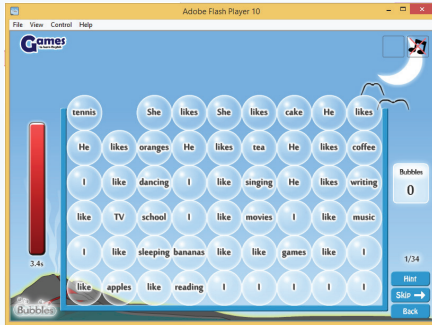 Adobe Flash Player 10
File View Control Help
Games
to learn English
tennis She likes She likes cake He likes
He likes oranges He likes tea He likes coffee
I like dancing I like singing He likes writing
like TV school I like movies I like music
I like sleeping bananas like like games like I
like apples like reading I I I I I
Bubbles
0
3.4s
1/34
Hint
Skip
Back
Bubbles